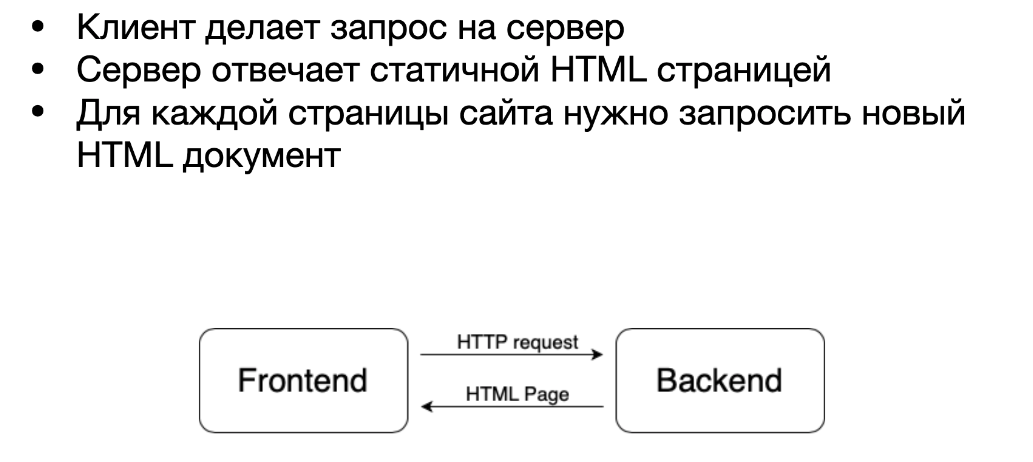 • Клиент делает запрос на сервер
• Сервер отвечает статичной HTML страницей
• Для каждой страницы сайта нужно запросить новый
HTML документ
HTTP request
Frontend
Backend
HTML Page